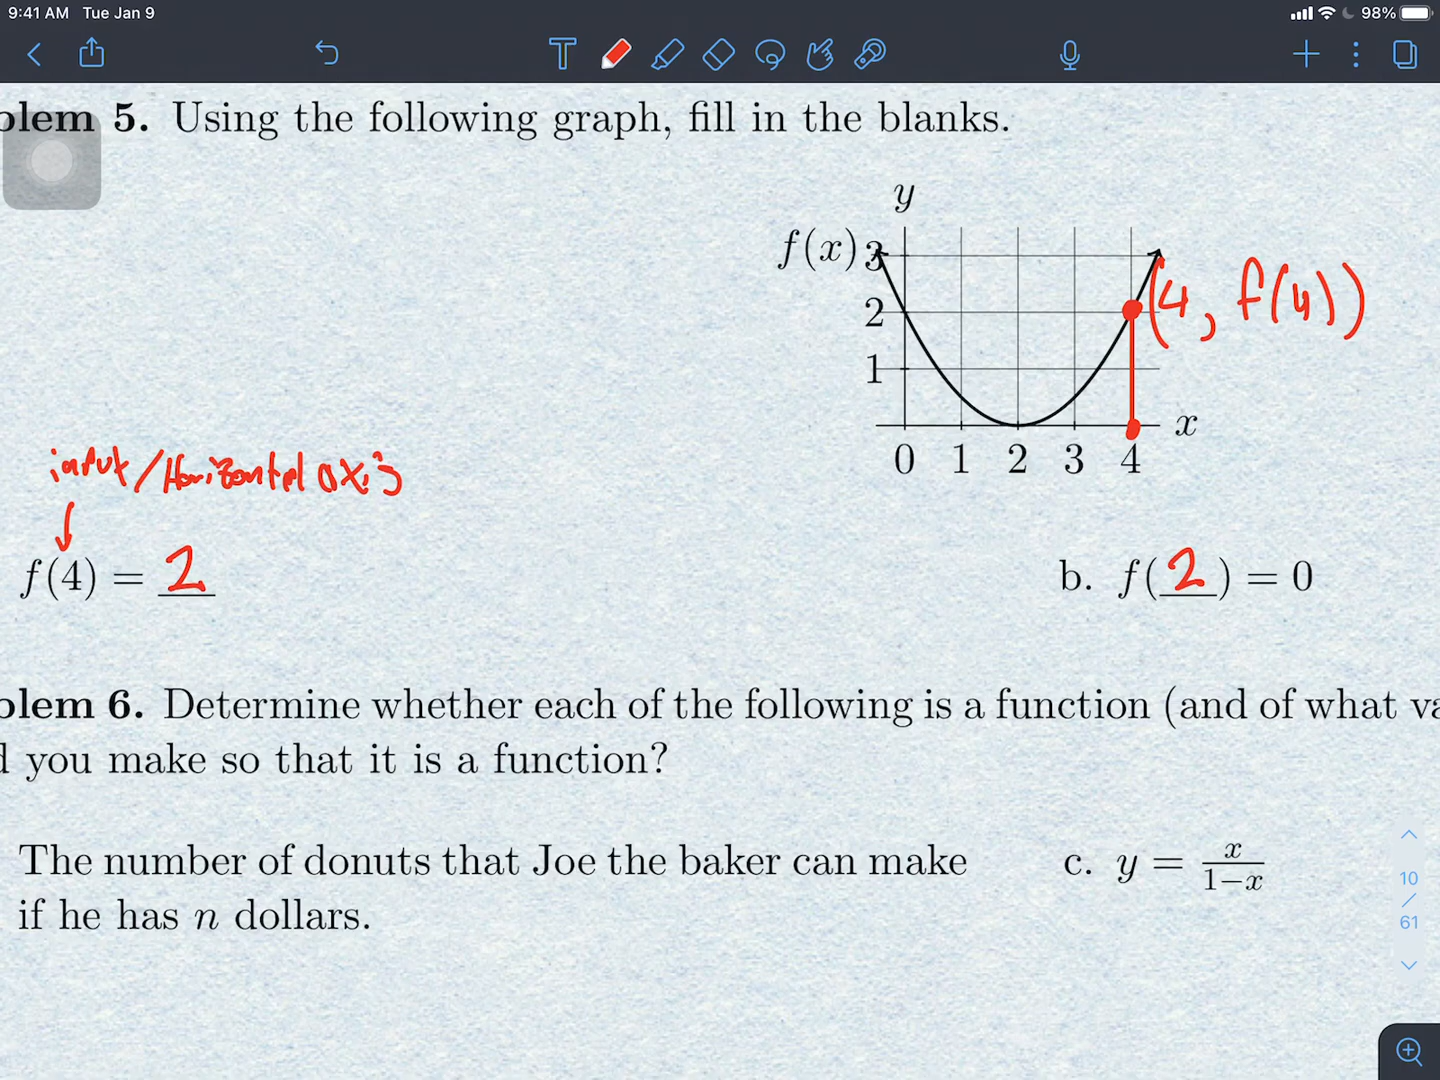 9:41 AM Tue Jan 9
98%
blem 5. Using the following graph, fill in the blanks.
y
f(x)
3
2
1
(4, f(4))
x
0 1 2 3 4
input/Horizontal axis
f(4) = 2
b. f(2) = 0
blem 6. Determine whether each of the following is a function (and of what va
d you make so that it is a function?
The number of donuts that Joe the baker can make
if he has n dollars.
c. y = x/(1−x)
10
/
61